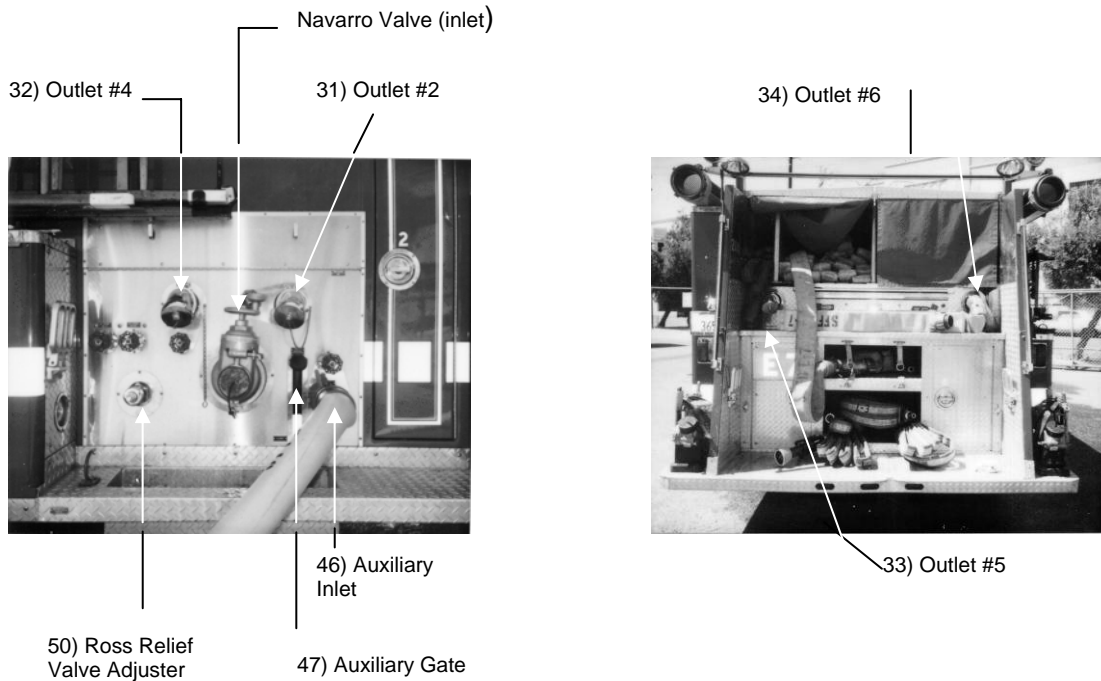 Navarro Valve (inlet)
32) Outlet #4
31) Outlet #2
34) Outlet #6
2
E7
46) Auxiliary
Inlet
33) Outlet #5
50) Ross Relief
Valve Adjuster
47) Auxiliary Gate